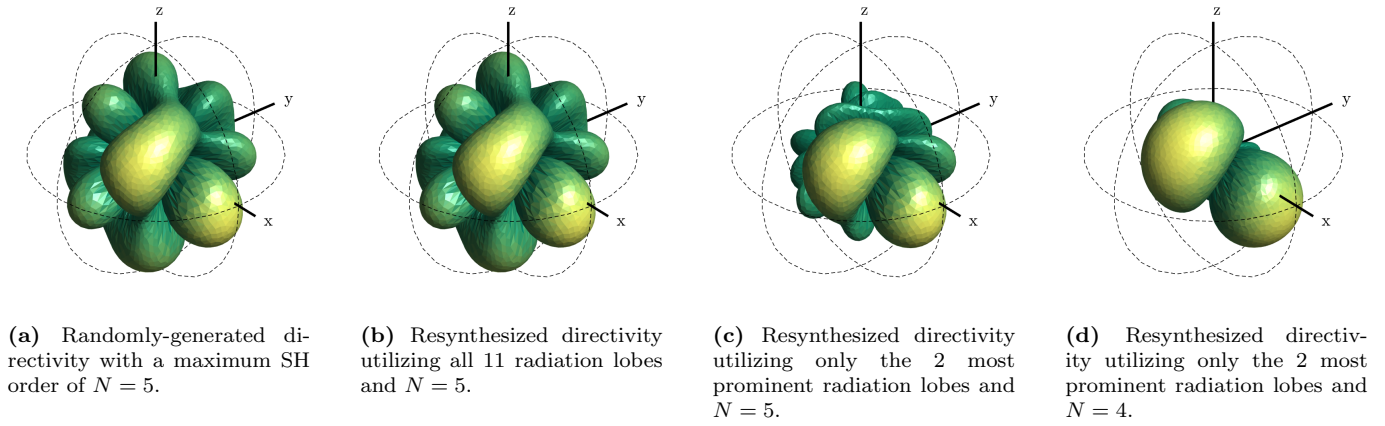 z
y
x
z
y
x
z
y
x
z
y
x
(a) Randomly-generated di-
rectivity with a maximum SH
order of N = 5.
(b) Resynthesized directivity
utilizing all 11 radiation lobes
and N = 5.
(c) Resynthesized directivity
utilizing only the 2 most
prominent radiation lobes and
N = 5.
(d) Resynthesized directiv-
ity utilizing only the 2 most
prominent radiation lobes and
N = 4.